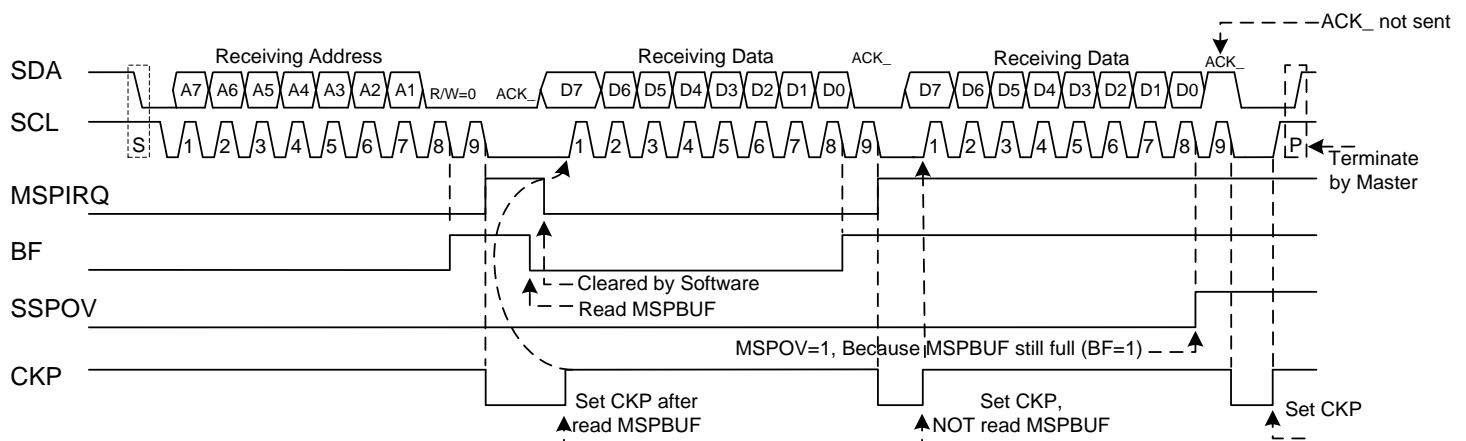 ACK_ not sent
Receiving Address
Receiving Data
ACK_
Receiving Data
ACK_
SDA
A7 A6 A5 A4 A3 A2 A1 R/W=0 ACK_ D7 D6 D5 D4 D3 D2 D1 D0 D7 D6 D5 D4 D3 D2 D1 D0
SCL
S 1 2 3 4 5 6 7 8 9 1 2 3 4 5 6 7 8 9 1 2 3 4 5 6 7 8 9 P
Terminate
by Master
MSPIRQ
BF
Cleared by Software
Read MSPBUF
SSPOV
MSPOV=1, Because MSPBUF still full (BF=1)
CKP
Set CKP after
read MSPBUF
Set CKP,
NOT read MSPBUF
Set CKP